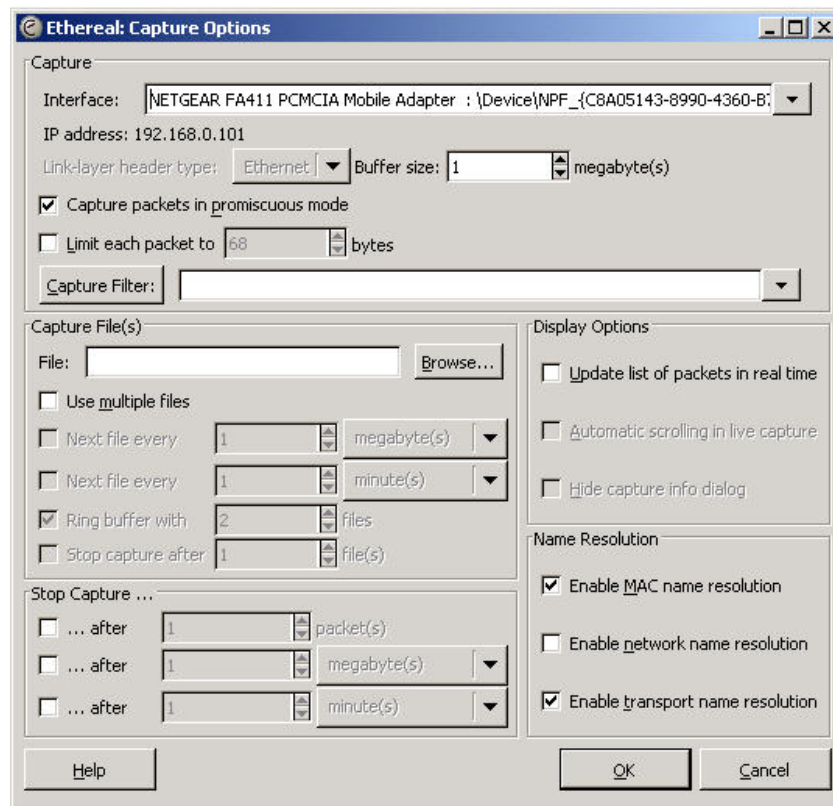 Ethereal: Capture Options
Capture
Interface: NETGEAR FA411 PCMCIA Mobile Adapter : \Device\NPF_{C8A05143-8990-4360-B7
IP address: 192.168.0.101
Link-layer header type: Ethernet Buffer size: 1 megabyte(s)
Capture packets in promiscuous mode
Limit each packet to 68 bytes
Capture Filter:
Capture File(s)
File: Browse...
Use multiple files
Next file every 1 megabyte(s)
Next file every 1 minute(s)
Ring buffer with 2 files
Stop capture after 1 file(s)
Stop Capture ...
... after 1 packet(s)
... after 1 megabyte(s)
... after 1 minute(s)
Display Options
Update list of packets in real time
Automatic scrolling in live capture
Hide capture info dialog
Name Resolution
Enable MAC name resolution
Enable network name resolution
Enable transport name resolution
Help OK Cancel